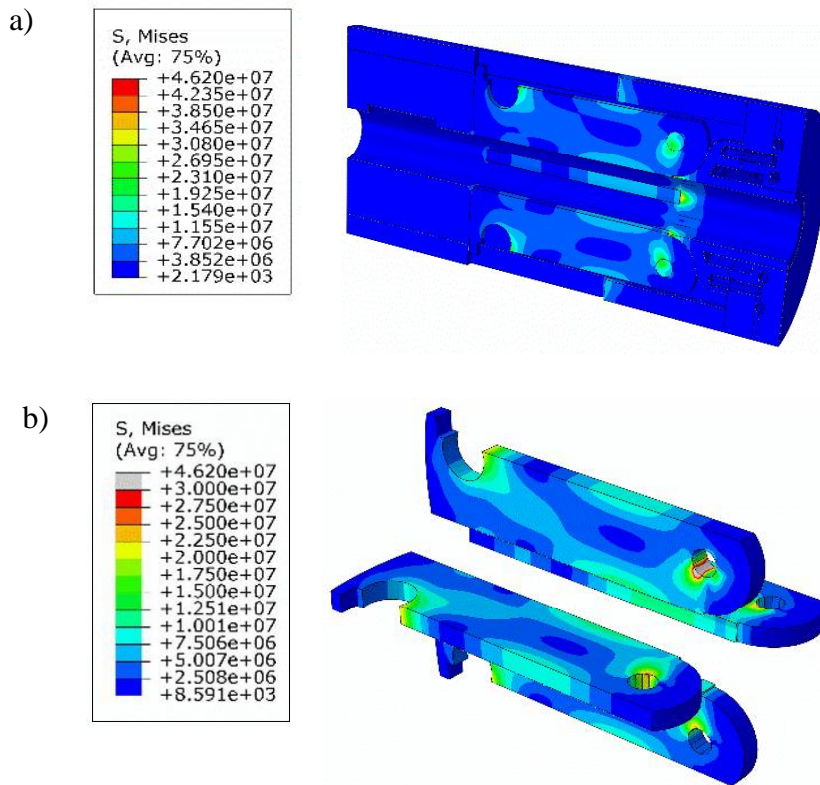 a)
S, Mises
(Avg: 75%)
+4.620e+07
+4.235e+07
+3.850e+07
+3.465e+07
+3.080e+07
+2.695e+07
+2.310e+07
+1.925e+07
+1.540e+07
+1.155e+07
+7.702e+06
+3.852e+06
+2.179e+03
b)
S, Mises
(Avg: 75%)
+4.620e+07
+3.000e+07
+2.750e+07
+2.500e+07
+2.250e+07
+2.000e+07
+1.750e+07
+1.500e+07
+1.251e+07
+1.001e+07
+7.506e+06
+5.007e+06
+2.508e+06
+8.591e+03